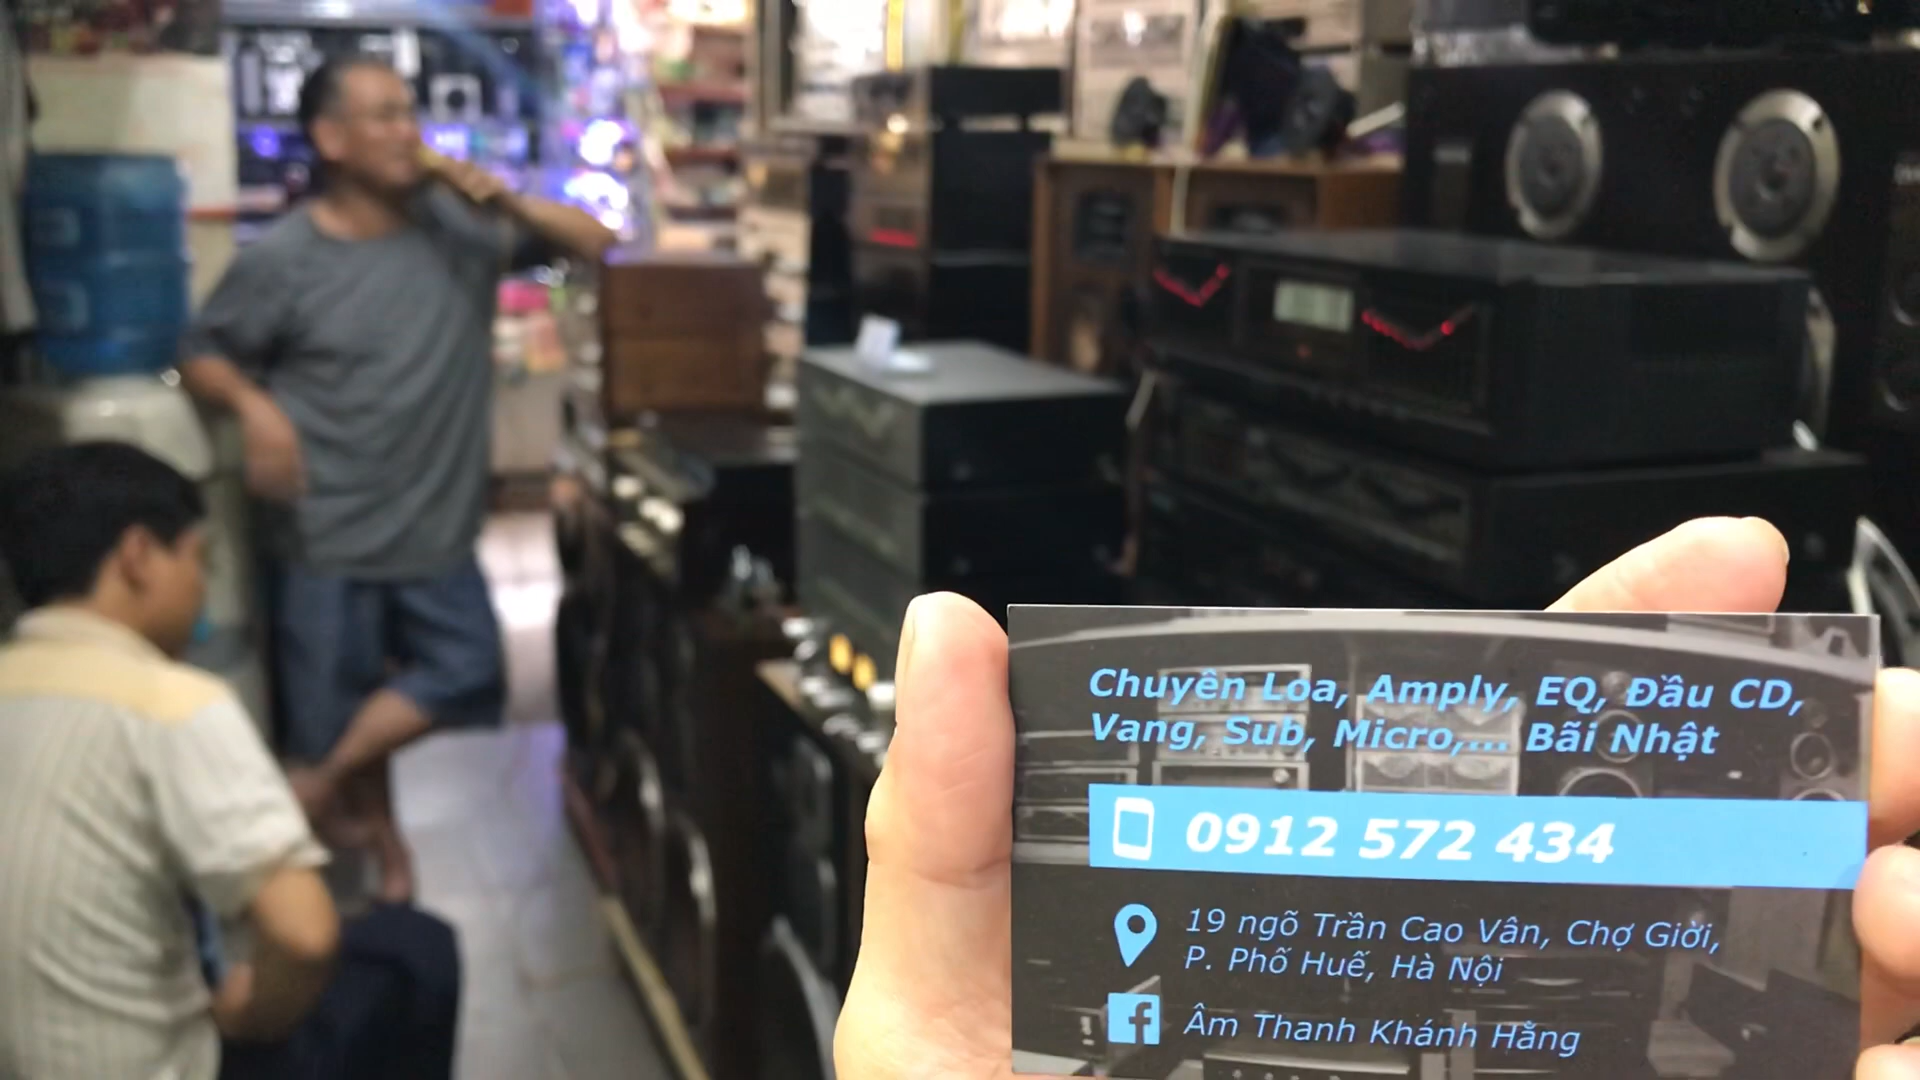 Chuyên Loa, Amply, EQ, Đầu CD,
Vang, Sub, Micro,... Bãi Nhật
0912 572 434
19 ngõ Trần Cao Vân, Chợ Giời,
P. Phố Huế, Hà Nội
Âm Thanh Khánh Hằng